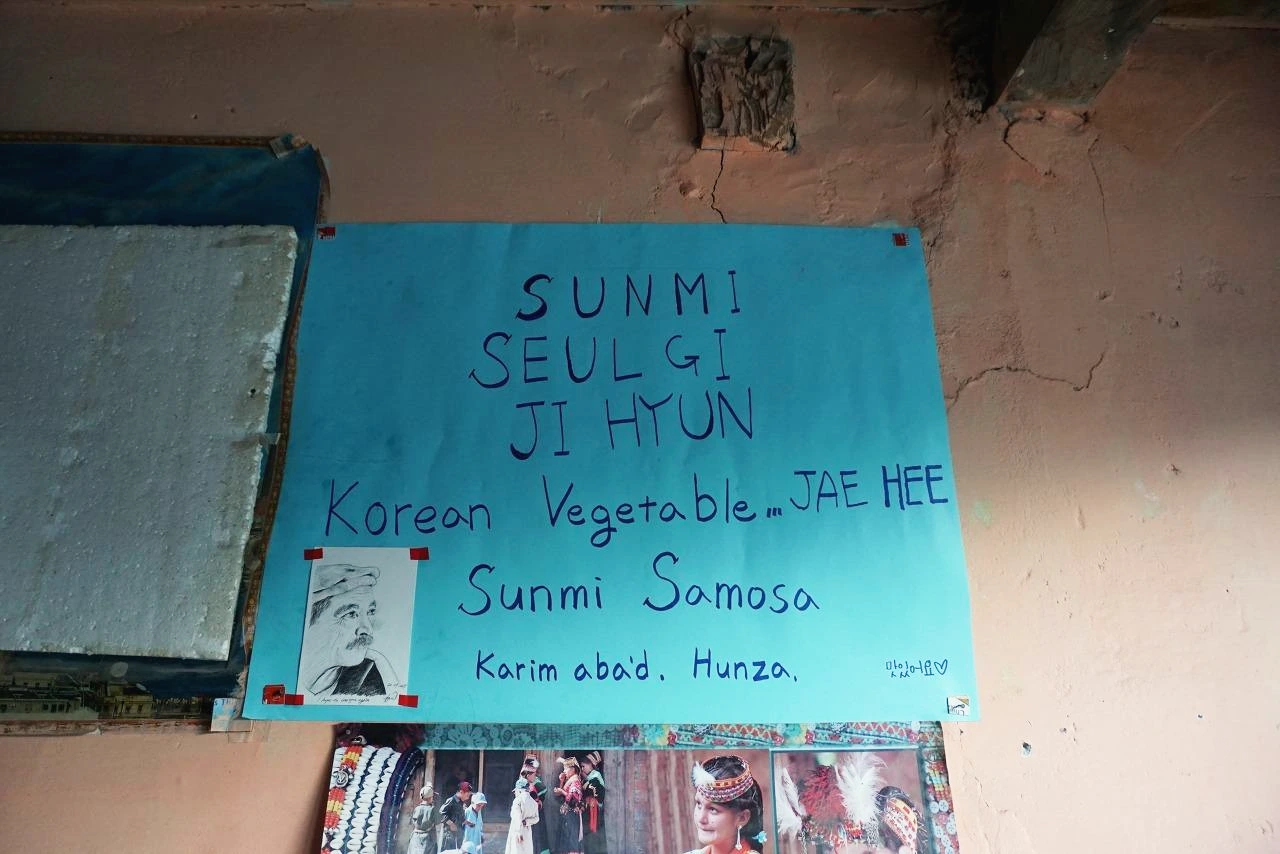 SUNMI
SEULGI
JI HYUN
Korean Vegetable... JAE HEE
Sunmi Samosa
Karim aba'd. Hunza.
맛있어요♡